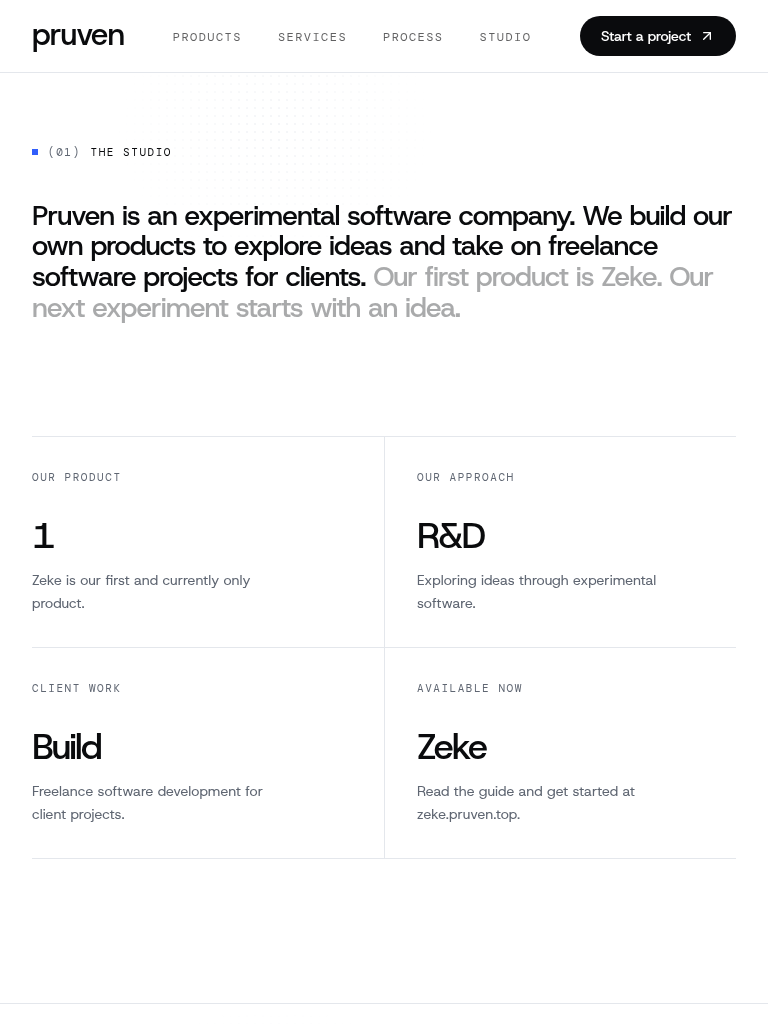 pruven
PRODUCTS
SERVICES
PROCESS
STUDIO
Start a project
(01) THE STUDIO
Pruven is an experimental software company. We build our
own products to explore ideas and take on freelance
software projects for clients. Our first product is Zeke. Our
next experiment starts with an idea.
OUR PRODUCT
1
Zeke is our first and currently only
product.
OUR APPROACH
R&D
Exploring ideas through experimental
software.
CLIENT WORK
Build
Freelance software development for
client projects.
AVAILABLE NOW
Zeke
Read the guide and get started at
zeke.pruven.top.